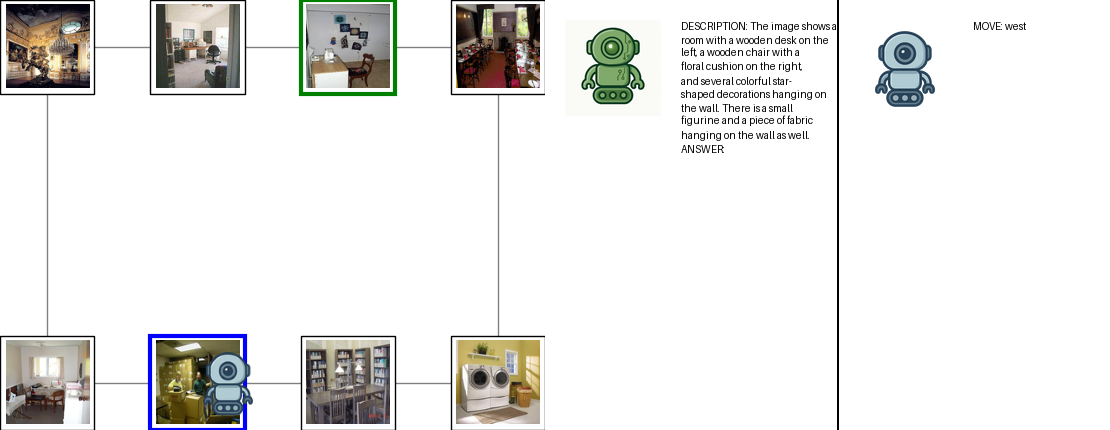 DESCRIPTION: The image shows a
room with a wooden desk on the
left, a wooden chair with a
floral cushion on the right,
and several colorful star-
shaped decorations hanging on
the wall. There is a small
figurine and a piece of fabric
hanging on the wall as well.
ANSWER:
MOVE: west